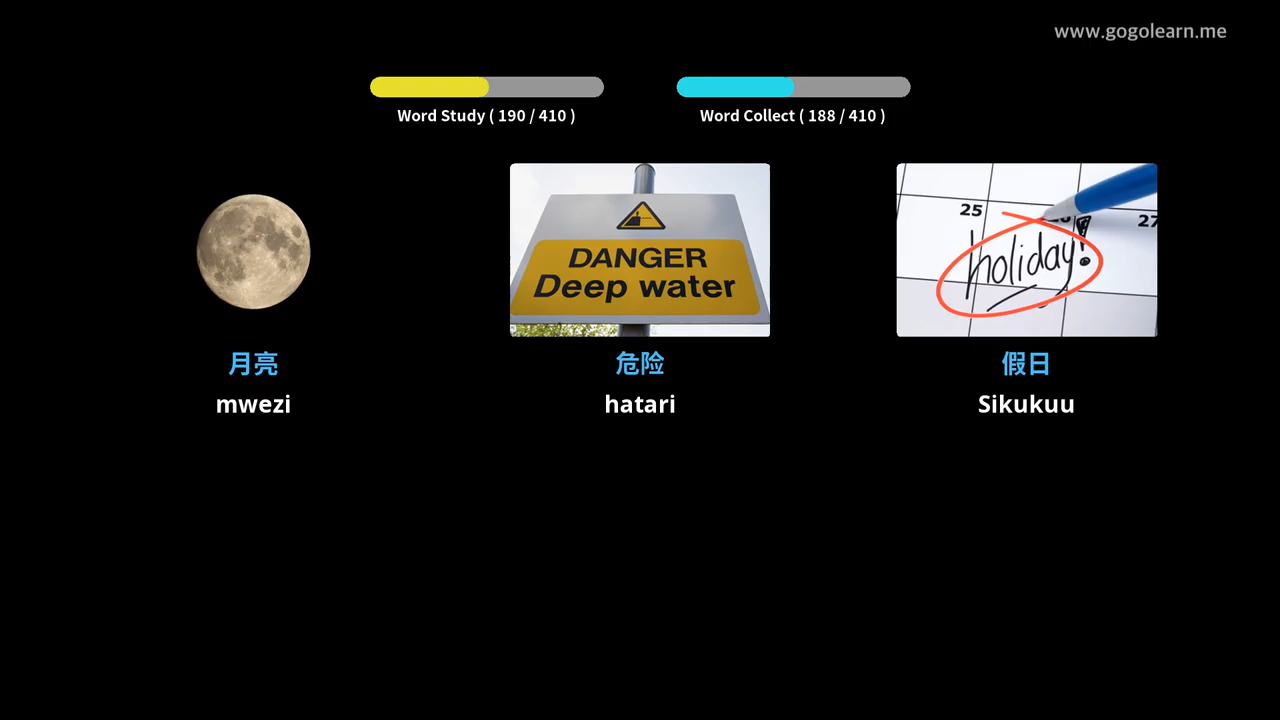 www.gogolearn.me
Word Study ( 190 / 410 )
Word Collect ( 188 / 410 )
DANGER
Deep water
25
27
holiday!
月亮
危险
假日
mwezi
hatari
Sikukuu